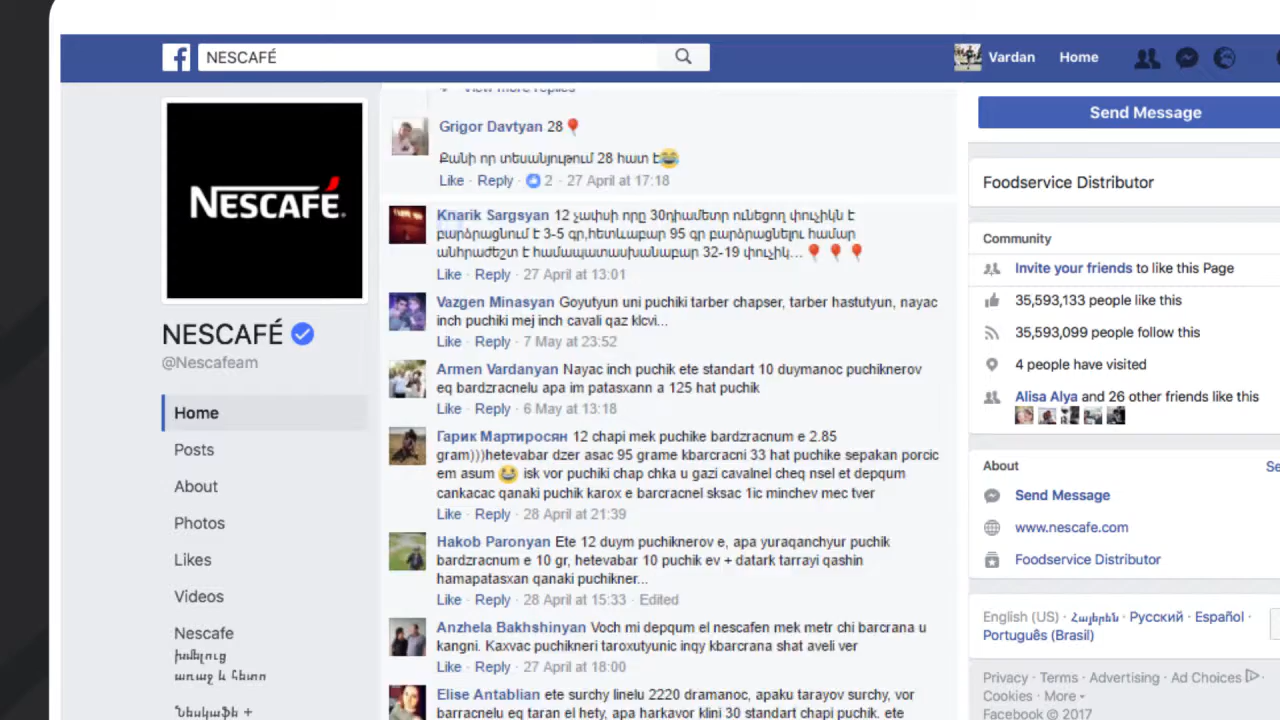 NESCAFÉ
Vardan
Home
NESCAFÉ.
NESCAFÉ
@Nescafeam
Home
Posts
About
Photos
Likes
Videos
Nescafe
խմելուց
առաջ և հետո
Նեսկաֆե +
View more replies
Grigor Davtyan 28🎈
Քանի որ տեսանյութում 28 հատ է😂
Like · Reply · 2 · 27 April at 17:18
Knarik Sargsyan 12 չափսի որը 30դիամետր ունեցող փուչիկն է
բարձրացնում է 3-5 գր,հետևաբար 95 գր բարձրացնելու համար
անհրաժեշտ է համապատասխանաբար 32-19 փուչիկ...🎈🎈🎈
Like · Reply · 27 April at 13:01
Vazgen Minasyan Goyutyun uni puchiki tarber chapser, tarber hastutyun, nayac
inch puchiki mej inch cavali qaz klcvi...
Like · Reply · 7 May at 23:52
Armen Vardanyan Nayac inch puchik ete standart 10 duymanoc puchiknerov
eq bardzracnelu apa im patasxann a 125 hat puchik
Like · Reply · 6 May at 13:18
Гарик Мартиросян 12 chapi mek puchike bardzracnum e 2.85
gram)))hetevabar dzer asac 95 grame kbarcracni 33 hat puchike sepakan porcic
em asum 😂 isk vor puchiki chap chka u gazi cavalnel cheq nsel et depqum
cankacac qanaki puchik karox e barcracnel sksac 1ic minchev mec tver
Like · Reply · 28 April at 21:39
Hakob Paronyan Ete 12 duym puchiknerov e, apa yuraqanchyur puchik
bardzracnum e 10 gr, hetevabar 10 puchik ev + datark tarrayi qashin
hamapatasxan qanaki puchikner...
Like · Reply · 28 April at 15:33 · Edited
Anzhela Bakhshinyan Voch mi depqum el nescafen mek metr chi barcrana u
kangni. Kaxvac puchikneri taroxutyunic inqy kbarcrana shat aveli ver
Like · Reply · 27 April at 18:00
Elise Antablian ete surchy linelu 2220 dramanoc, apaku tarayov surchy, vor
barracnelu eq taran el hety, apa harkavor klini 30 standart chapi puchik. ete
Send Message
Foodservice Distributor
Community
Invite your friends to like this Page
35,593,133 people like this
35,593,099 people follow this
4 people have visited
Alisa Alya and 26 other friends like this
About
Send Message
www.nescafe.com
Foodservice Distributor
English (US) · Հայերեն · Русский · Español ·
Português (Brasil)
Privacy · Terms · Advertising · Ad Choices ·
Cookies · More
Facebook © 2017